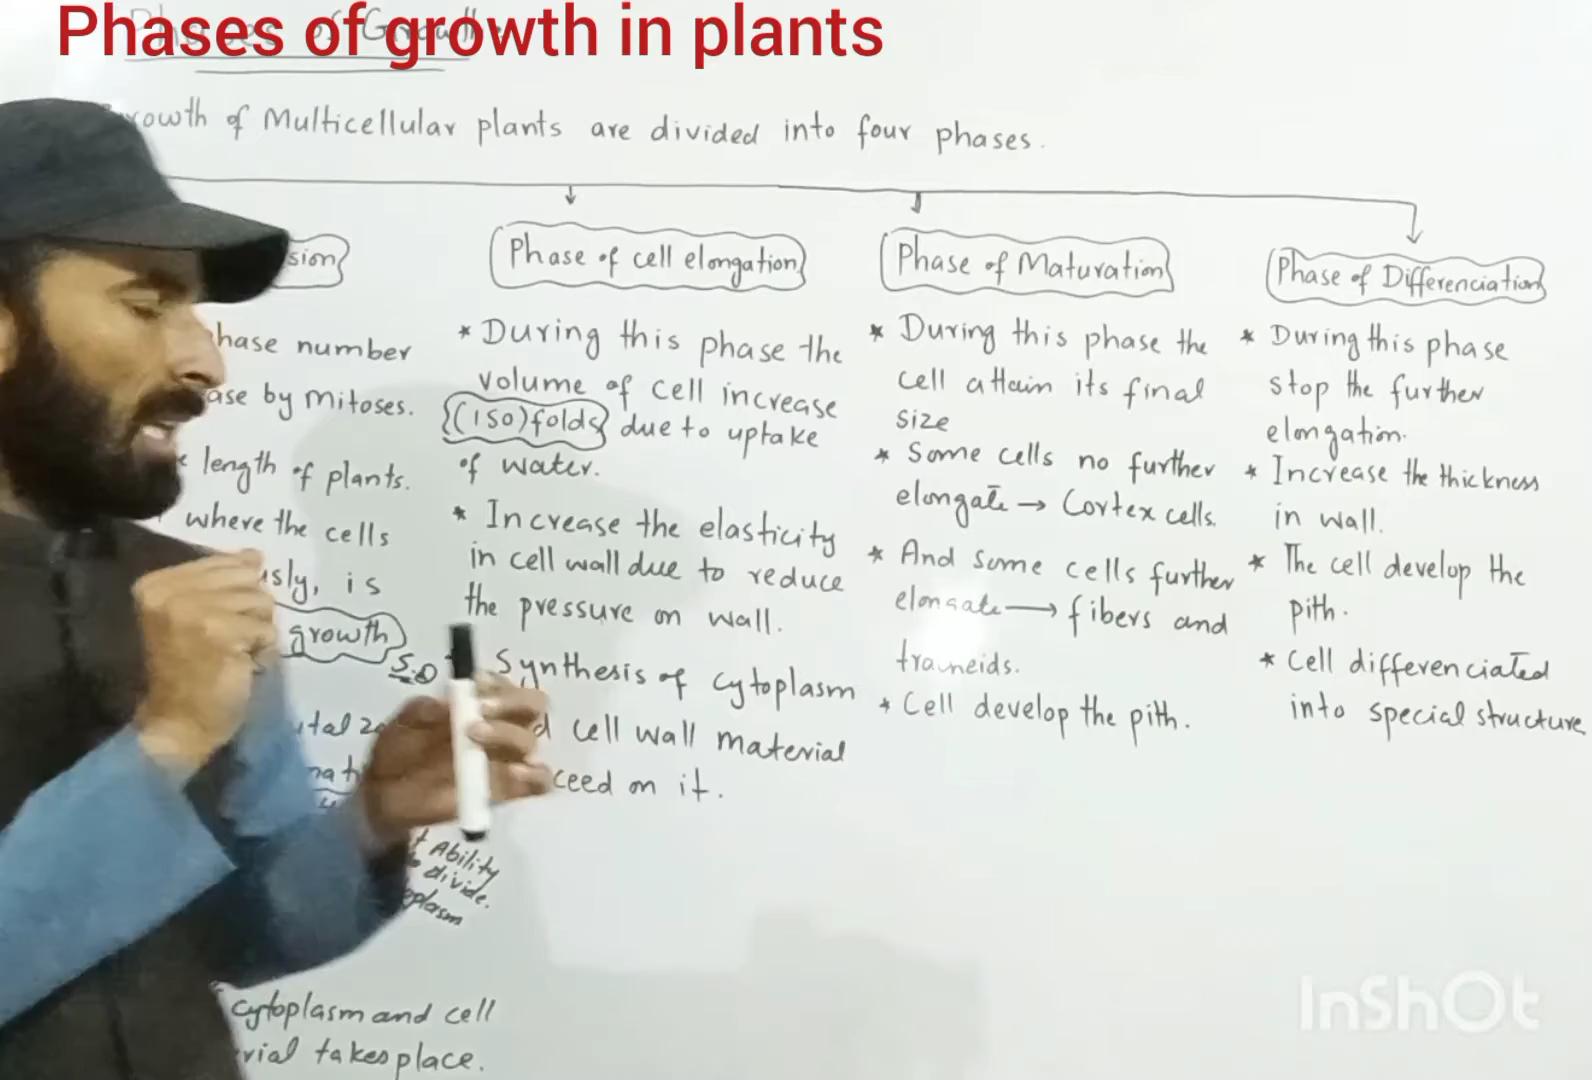 Phases of growth in plants
Phases of Growth
rowth of Multicellular plants are divided into four phases.
sion
hase number
ase by mitoses.
length of plants.
where the cells
usly, is
growth
Ability
divide.
cytoplasm and cell
rial takes place.
Phase of cell elongation
* During this phase the
volume of cell increase
(150) folds due to uptake
of water.
* Increase the elasticity
in cell wall due to reduce
the pressure on wall.
Synthesis of cytoplasm
d cell wall material
ceed on it.
Phase of Maturation
* During this phase the
cell attain its final
size
* Some cells no further
elongate → Cortex cells.
* And some cells further
elongate → fibers and
traineids.
* Cell develop the pith.
Phase of Differenciation
* During this phase
stop the further
elongation.
* Increase the thickness
in wall.
* The cell develop the
pith.
* Cell differenciated
into special structure
InShOt